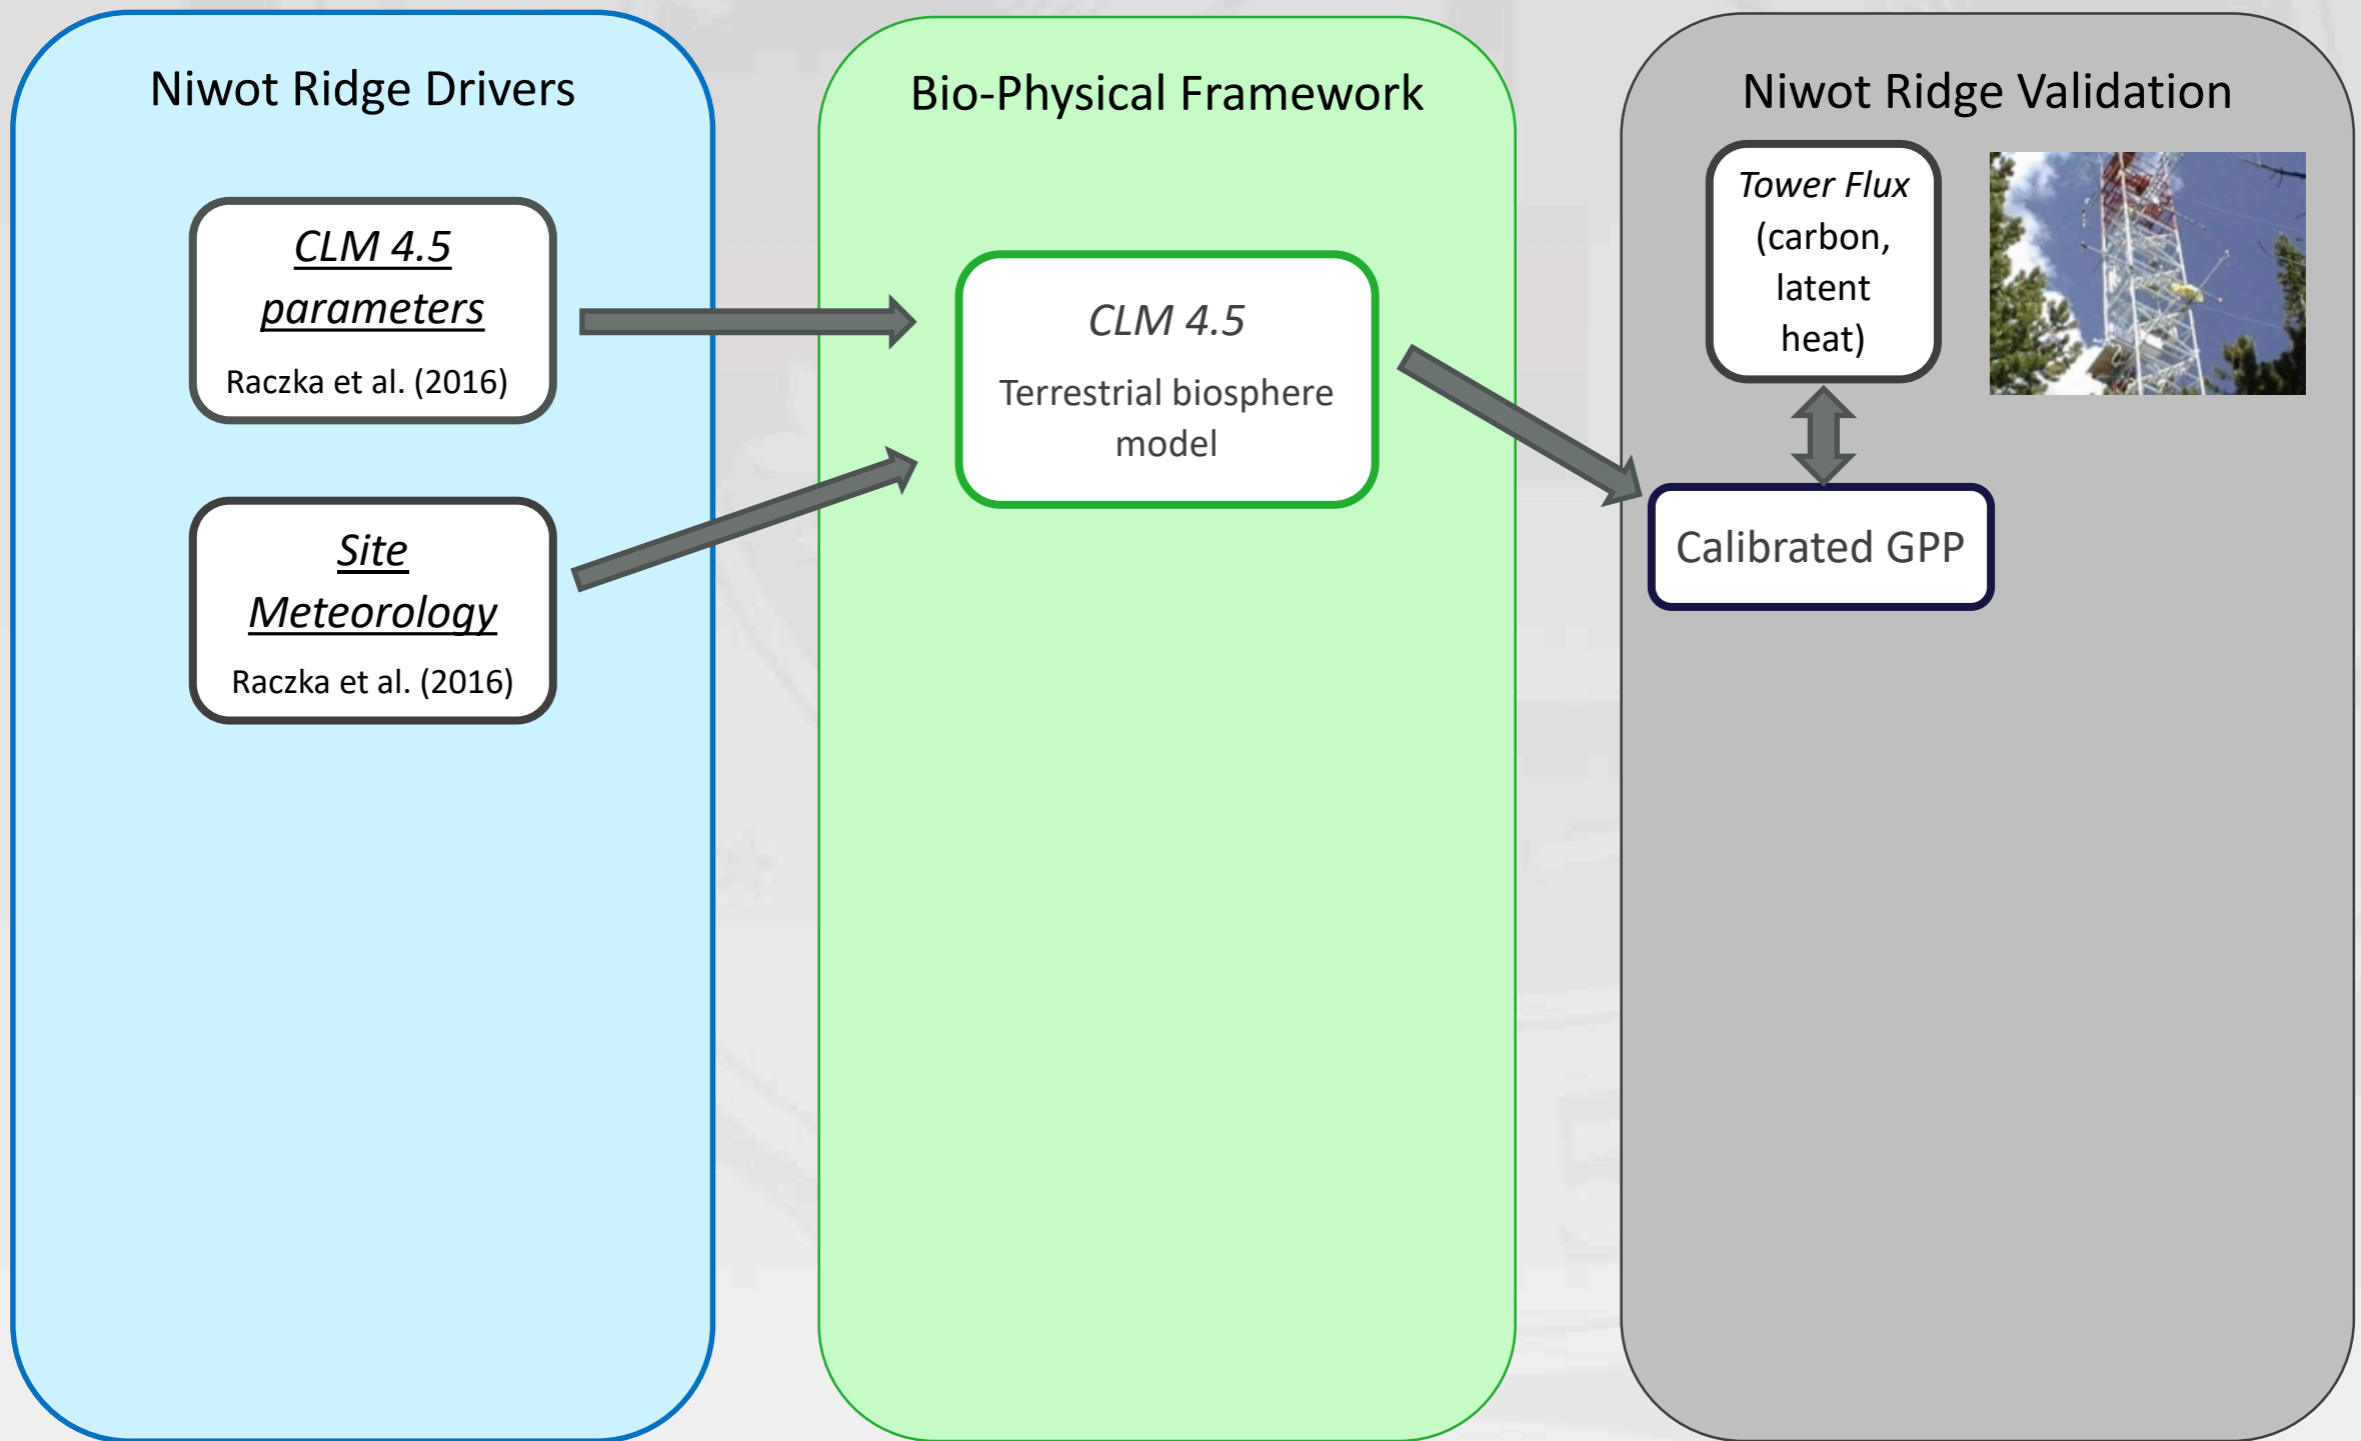 Niwot Ridge Drivers
CLM 4.5
parameters
Raczka et al. (2016)
Site
Meteorology
Raczka et al. (2016)
Bio-Physical Framework
CLM 4.5
Terrestrial biosphere
model
Niwot Ridge Validation
Tower Flux
(carbon,
latent
heat)
Calibrated GPP